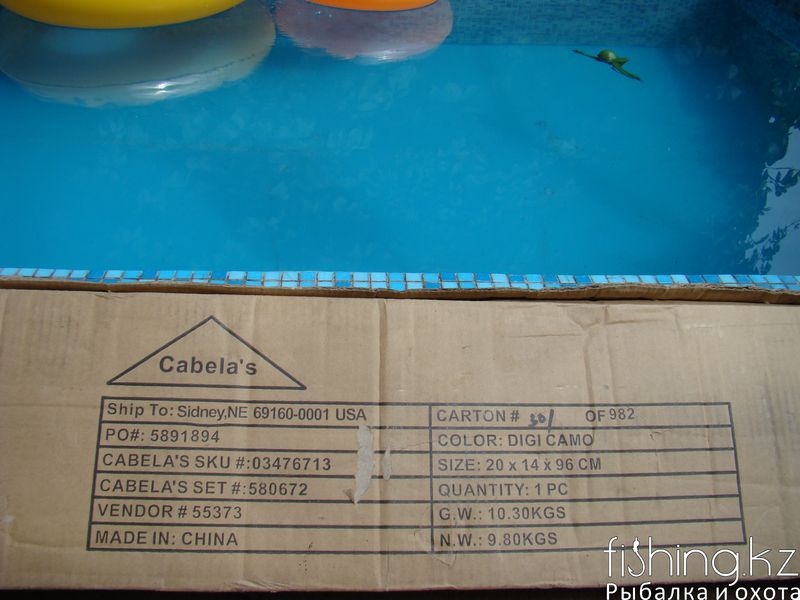 Cabela's
Ship To: Sidney,NE 69160-0001 USA
PO#: 5891894
CABELA'S SKU #:03476713
CABELA'S SET #:580672
VENDOR # 55373
MADE IN: CHINA
CARTON # 301 OF 982
COLOR: DIGI CAMO
SIZE: 20 x 14 x 96 CM
QUANTITY: 1 PC
G.W.: 10.30KGS
N.W.: 9.80KGS
fishing.kz
Рыбалка и охота